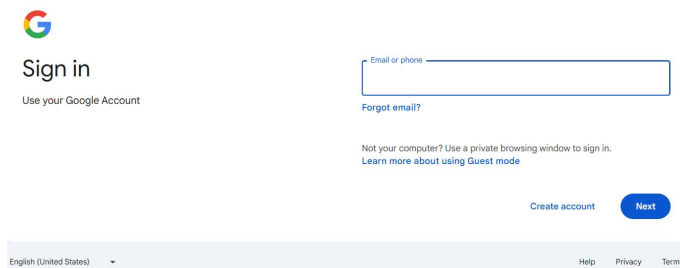 Sign in
Use your Google Account
Email or phone
Forgot email?
Not your computer? Use a private browsing window to sign in.
Learn more about using Guest mode
Create account
Next
English (United States)
Help
Privacy
Term